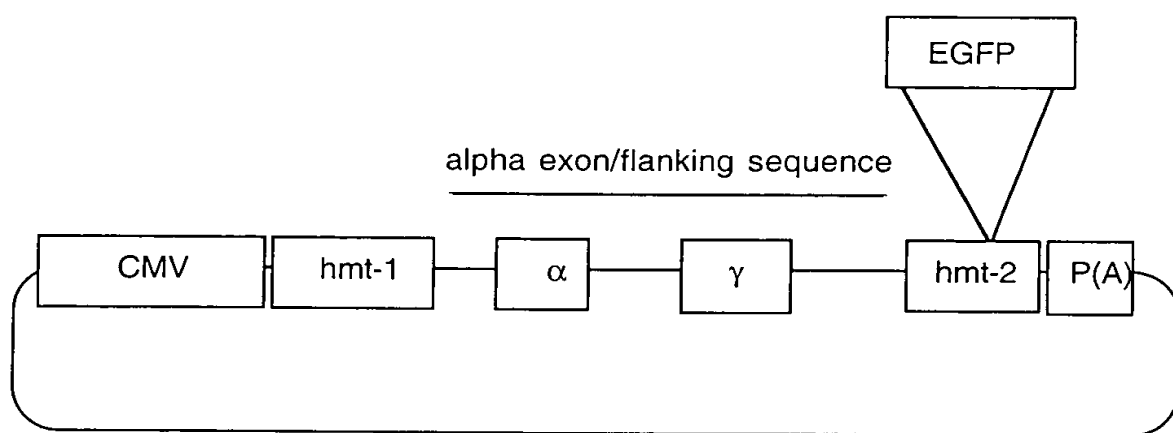 EGFP
alpha exon/flanking sequence
CMV hmt-1 α γ hmt-2 P(A)